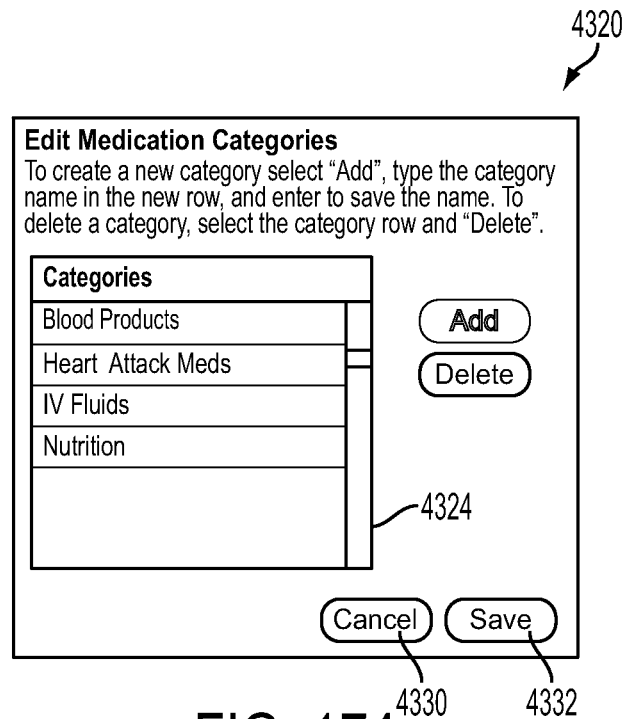 4320
Edit Medication Categories
To create a new category select “Add”, type the category
name in the new row, and enter to save the name. To
delete a category, select the category row and “Delete”.
Categories
Blood Products
Add
Heart Attack Meds
Delete
IV Fluids
Nutrition
4324
Cancel
Save
4330
4332